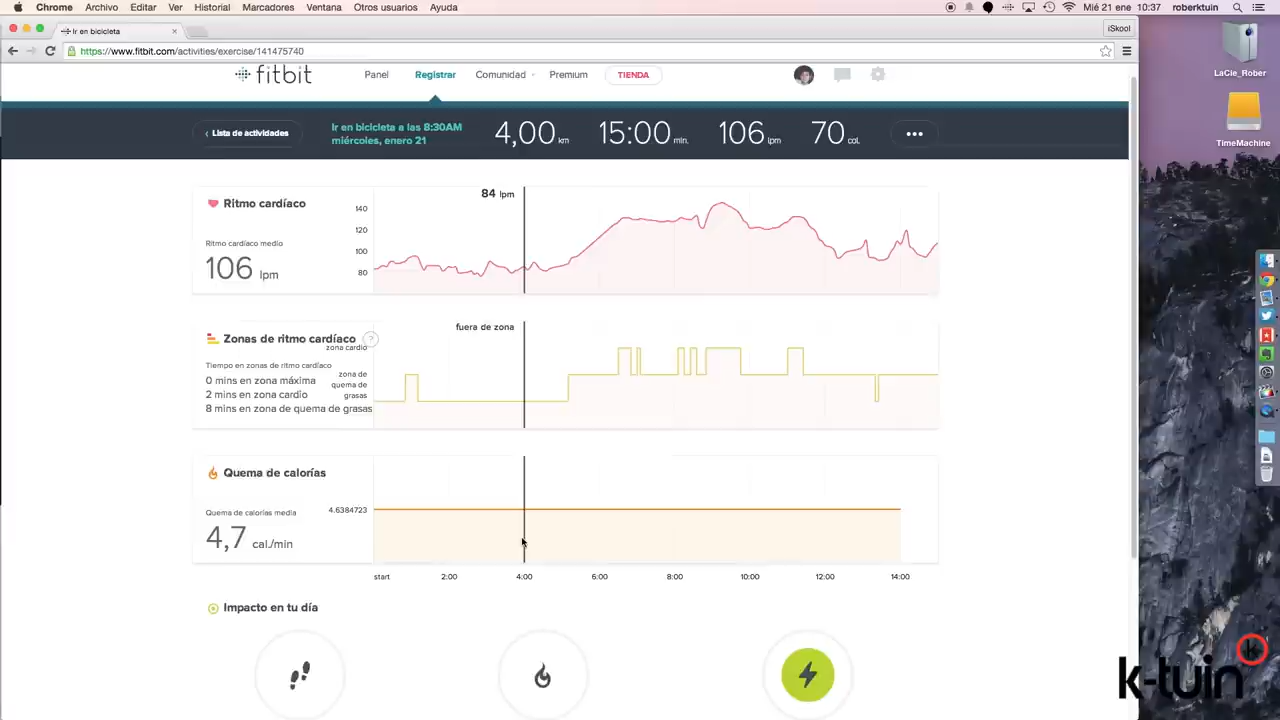 Chrome Archivo Editar Ver Historial Marcadores Ventana Otros usuarios Ayuda Mié 21 ene 10:37 roberktuin
Ir en bicicleta
iSkool
https://www.fitbit.com/activities/exercise/141475740
fitbit Panel Registrar Comunidad Premium TIENDA
Lista de actividades
Ir en bicicleta a las 8:30AM
miércoles, enero 21
4,00 km 15:00 min. 106 lpm 70 cal.
84 lpm
Ritmo cardíaco
Ritmo cardíaco medio
106 lpm
140
120
100
80
fuera de zona
Zonas de ritmo cardíaco ?
zona cardio
Tiempo en zonas de ritmo cardíaco
0 mins en zona máxima
2 mins en zona cardio
8 mins en zona de quema de grasas
zona de
quema de
grasas
Quema de calorías
Quema de calorías media
4,7 cal./min
4.6384723
start 2:00 4:00 6:00 8:00 10:00 12:00 14:00
Impacto en tu día
LaCie_Rober
TimeMachine
k
k-tuin